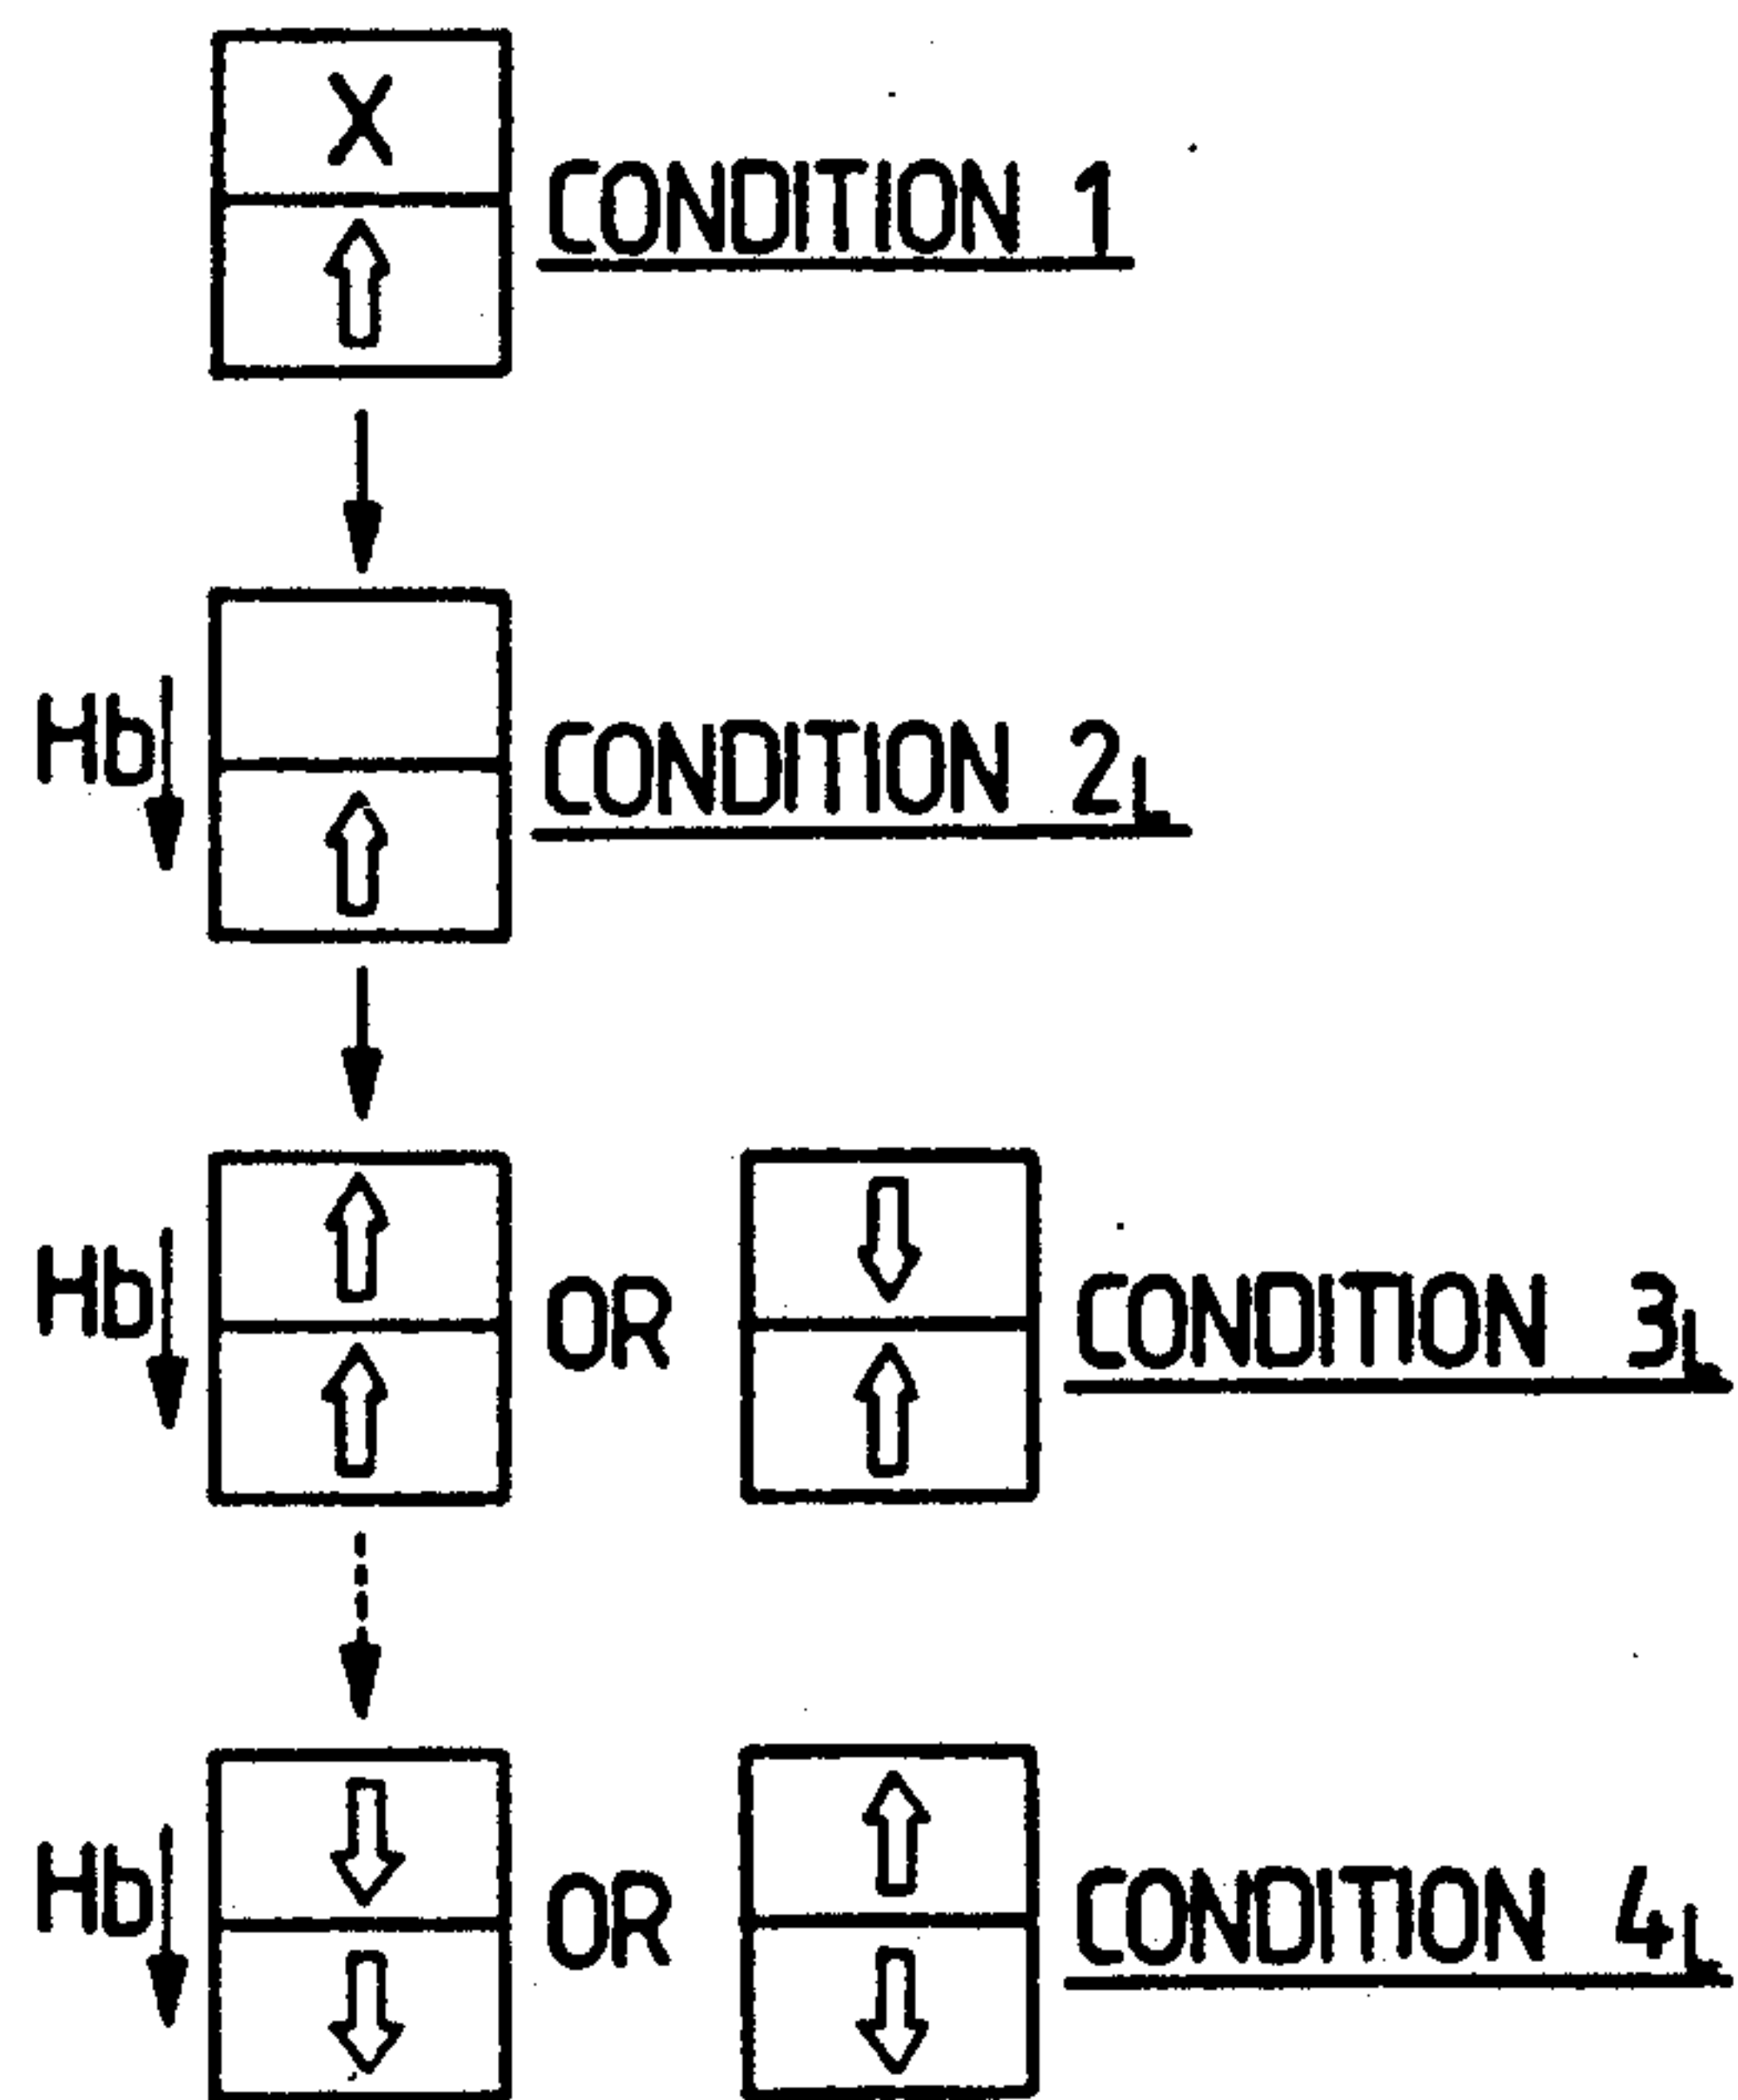 X
CONDITION 1
Hb
CONDITION 2L
Hb
OR
CONDITION 3L
Hb
OR
CONDITION 4L